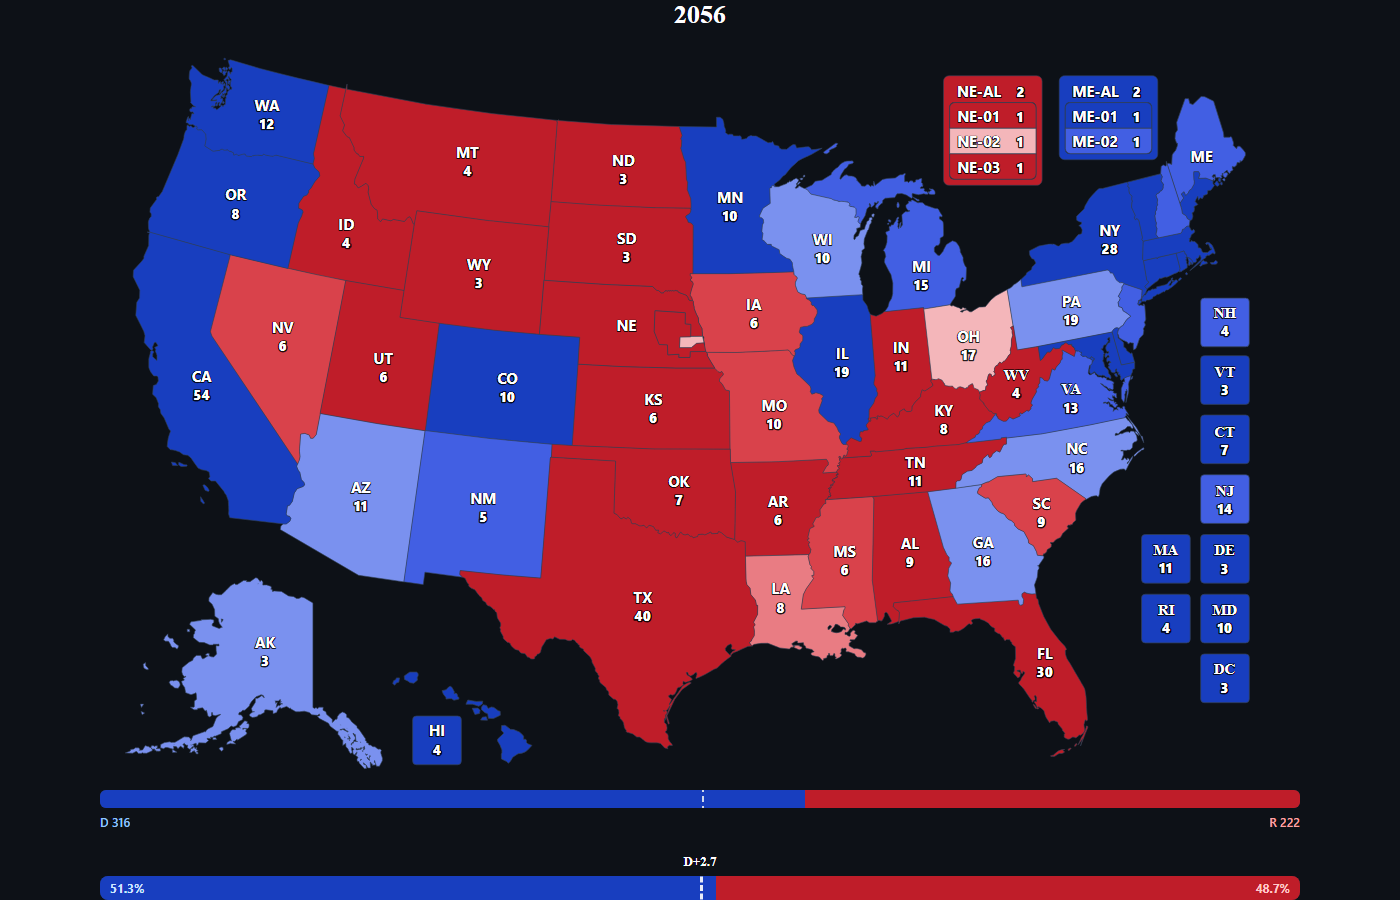 2056
WA
12
OR
8
CA
54
NV
6
ID
4
MT
4
WY
3
UT
6
CO
10
AZ
11
NM
5
ND
3
SD
3
NE
KS
6
OK
7
TX
40
MN
10
IA
6
MO
10
AR
6
LA
8
WI
10
IL
19
MI
15
IN
11
OH
17
KY
8
TN
11
MS
6
AL
9
GA
16
FL
30
SC
9
NC
16
VA
13
WV
4
PA
19
NY
28
ME
AK
3
HI
4
NE-AL 2
NE-01 1
NE-02 1
NE-03 1
ME-AL 2
ME-01 1
ME-02 1
NH
4
VT
3
CT
7
NJ
14
MA
11
DE
3
RI
4
MD
10
DC
3
D 316
R 222
D+2.7
51.3%
48.7%